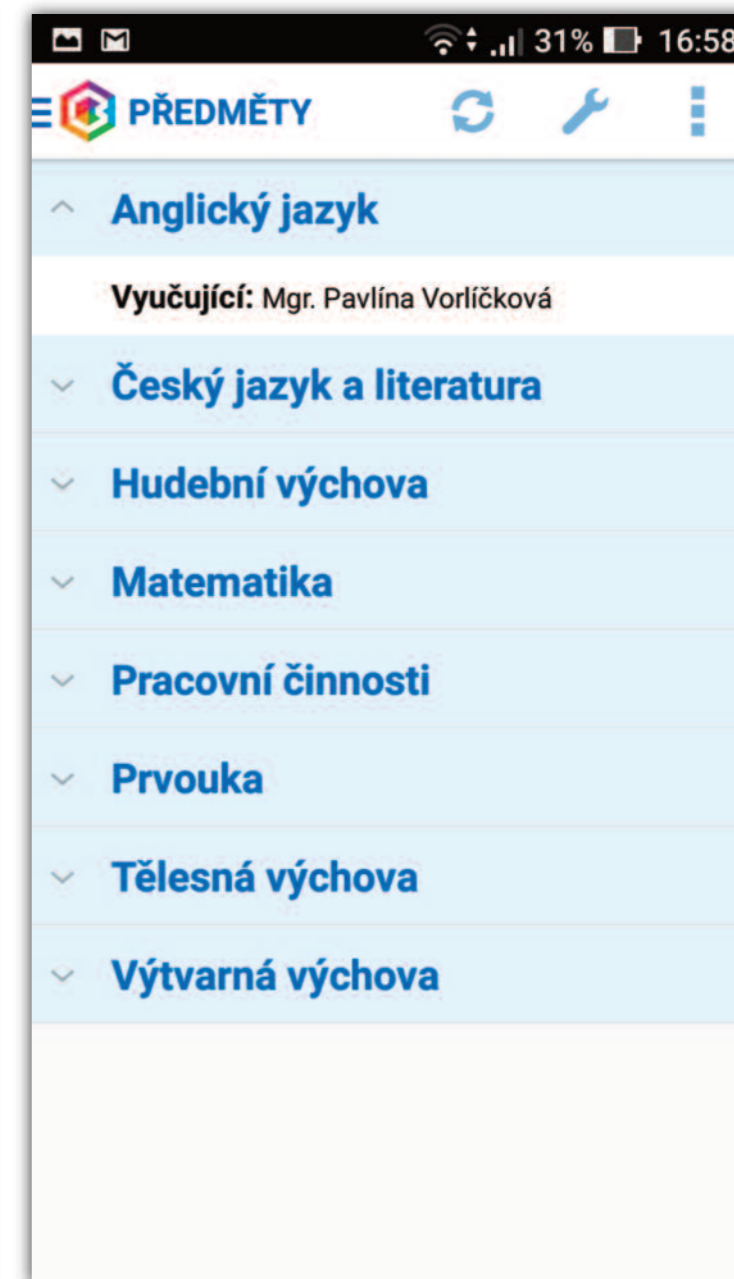 31% 16:58
PŘEDMĚTY
Anglický jazyk
Vyučující: Mgr. Pavlína Vorlíčková
Český jazyk a literatura
Hudební výchova
Matematika
Pracovní činnosti
Prvouka
Tělesná výchova
Výtvarná výchova